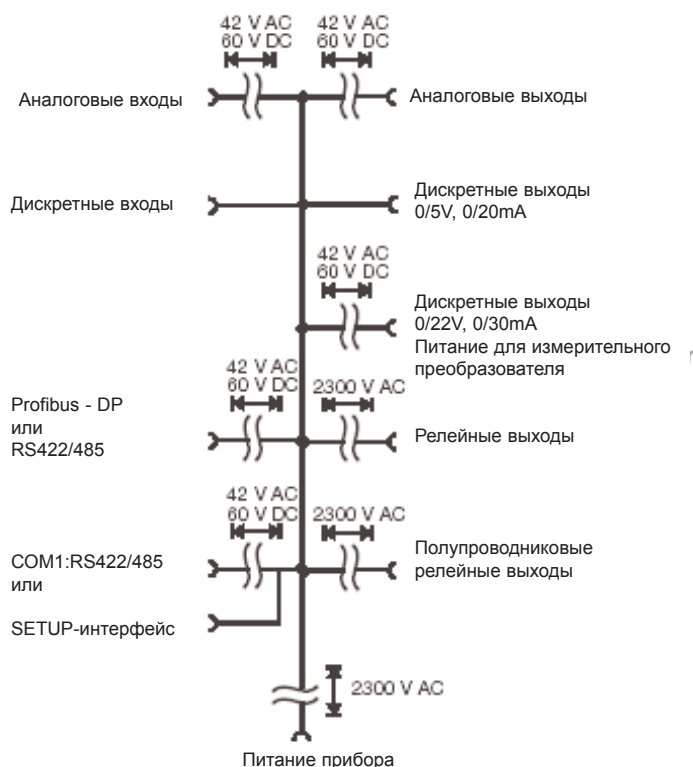 42 V AC
60 V DC
42 V AC
60 V DC
Аналоговые входы
Аналоговые выходы
Дискретные входы
Дискретные выходы
0/5V, 0/20mA
42 V AC
60 V DC
Дискретные выходы
0/22V, 0/30mA
Питание для измерительного
преобразователя
42 V AC
60 V DC
2300 V AC
Profibus - DP
или
RS422/485
Релейные выходы
42 V AC
60 V DC
2300 V AC
COM1:RS422/485
или
Полупроводниковые
релейные выходы
SETUP-интерфейс
2300 V AC
Питание прибора